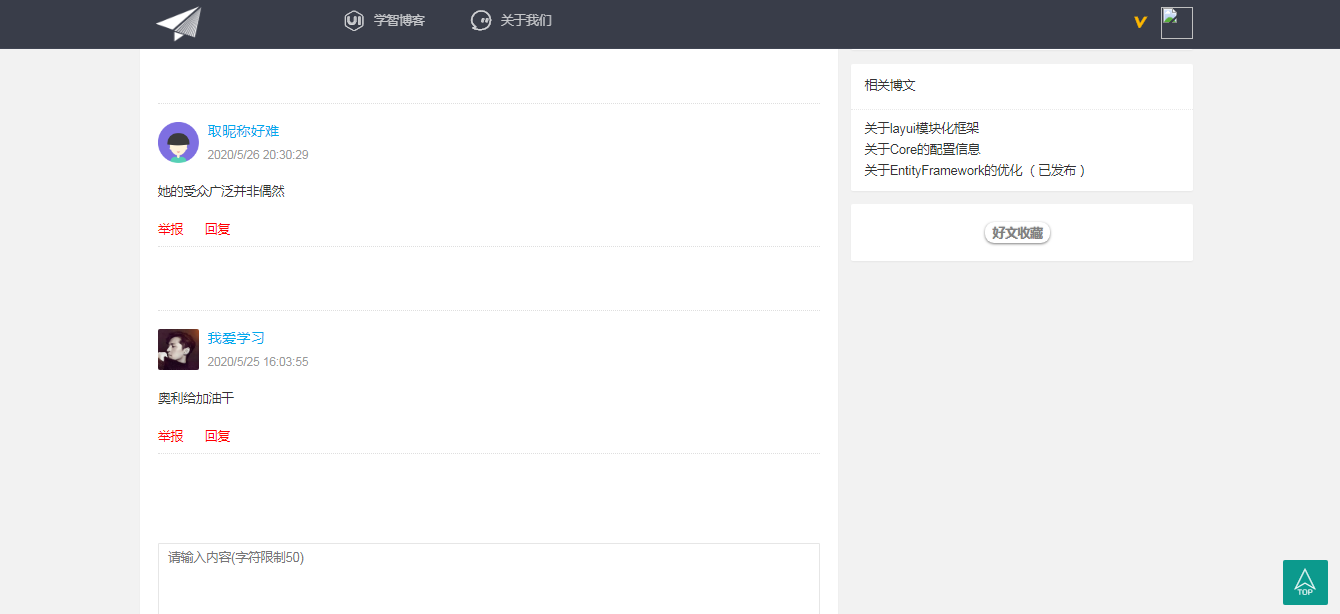 UI 学智博客 关于我们
V
取昵称好难
2020/5/26 20:30:29
她的受众广泛并非偶然
举报 回复
我爱学习
2020/5/25 16:03:55
奥利给加油干
举报 回复
请输入内容(字符限制50)
相关博文
关于layui模块化框架
关于Core的配置信息
关于EntityFramework的优化 （已发布）
好文收藏
TOP